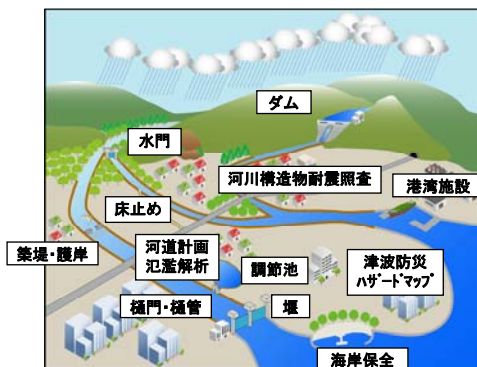 ダム
水門
河川構造物耐震照査
港湾施設
床止め
築堤・護岸
河道計画
氾濫解析
調節池
津波防災
ﾊｻﾞｰﾄﾞﾏｯﾌﾟ
樋門・樋管
堰
海岸保全